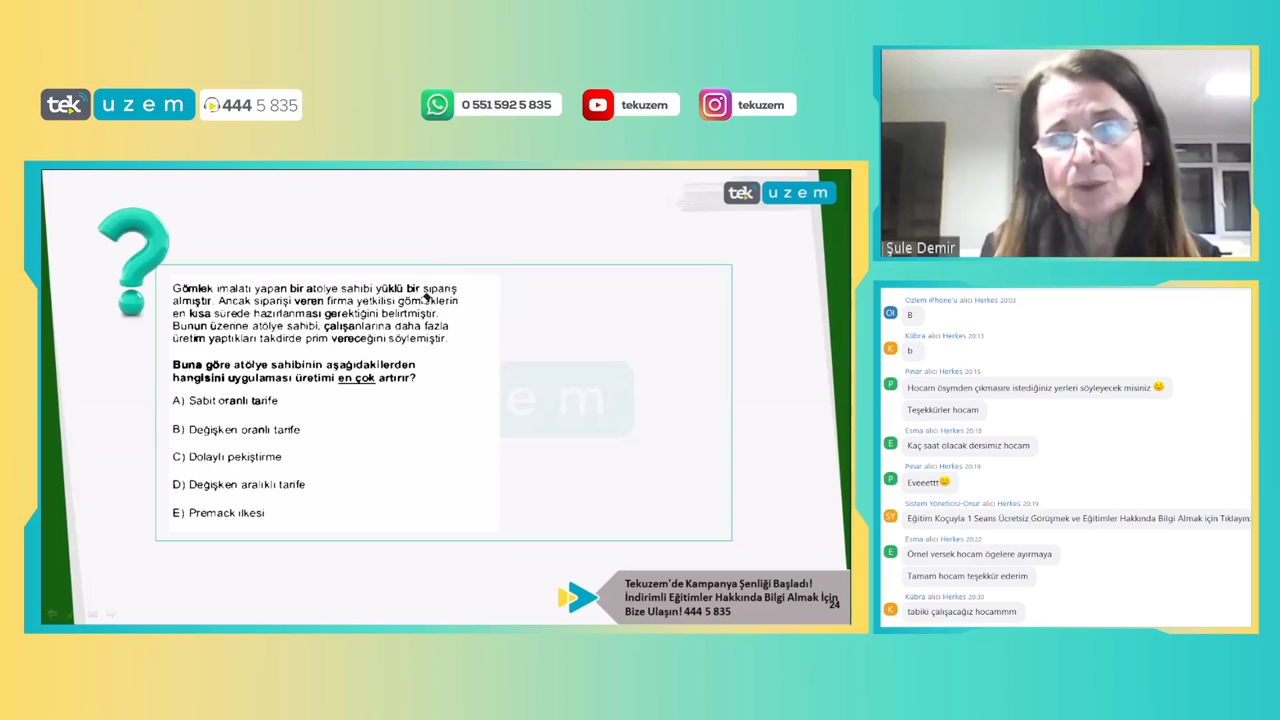 tek uzem 444 5 835
0 551 592 5 835
tekuzem
tekuzem
Şule Demir
tek uzem
Gömlek imalatı yapan bir atölye sahibi yüklü bir sipariş
almıştır. Ancak siparişi veren firma yetkilisi gömleklerin
en kısa sürede hazırlanması gerektiğini belirtmiştir.
Bunun üzerine atölye sahibi, çalışanlarına daha fazla
üretim yaptıkları takdirde prim vereceğini söylemiştir.
Buna göre atölye sahibinin aşağıdakilerden
hangisini uygulaması üretimi en çok artırır?
A) Sabit oranlı tarife
B) Değişken oranlı tarife
C) Dolaylı pekiştirme
D) Değişken aralıklı tarife
E) Premack ilkesi
e m
Tekuzem'de Kampanya Şenliği Başladı!
İndirimli Eğitimler Hakkında Bilgi Almak İçin
Bize Ulaşın! 444 5 835
24
Özlem iPhone'u alıcı Herkes 20:03
OI
B
Kübra alıcı Herkes 20:13
K
b
Pınar alıcı Herkes 20:15
P
Hocam ösymden çıkmasını istediğiniz yerleri söyleyecek misiniz
Teşekkürler hocam
Esma alıcı Herkes 20:18
E
Kaç saat olacak dersimiz hocam
Pınar alıcı Herkes 20:19
P
Eveeettt
Sistem Yöneticisi-Onur alıcı Herkes 20:19
SY
Eğitim Koçuyla 1 Seans Ücretsiz Görüşmek ve Eğitimler Hakkında Bilgi Almak için Tıklayın:
Esma alıcı Herkes 20:22
E
Örnel versek hocam ögelere ayırmaya
Tamam hocam teşekkür ederim
Kübra alıcı Herkes 20:30
K
tabiki çalışacağız hocammm